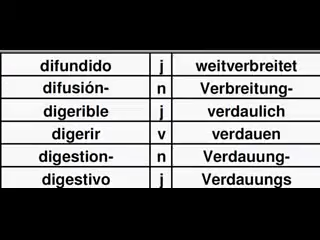 difundido j weitverbreitet
difusión- n Verbreitung-
digerible j verdaulich
digerir v verdauen
digestion- n Verdauung-
digestivo j Verdauungs